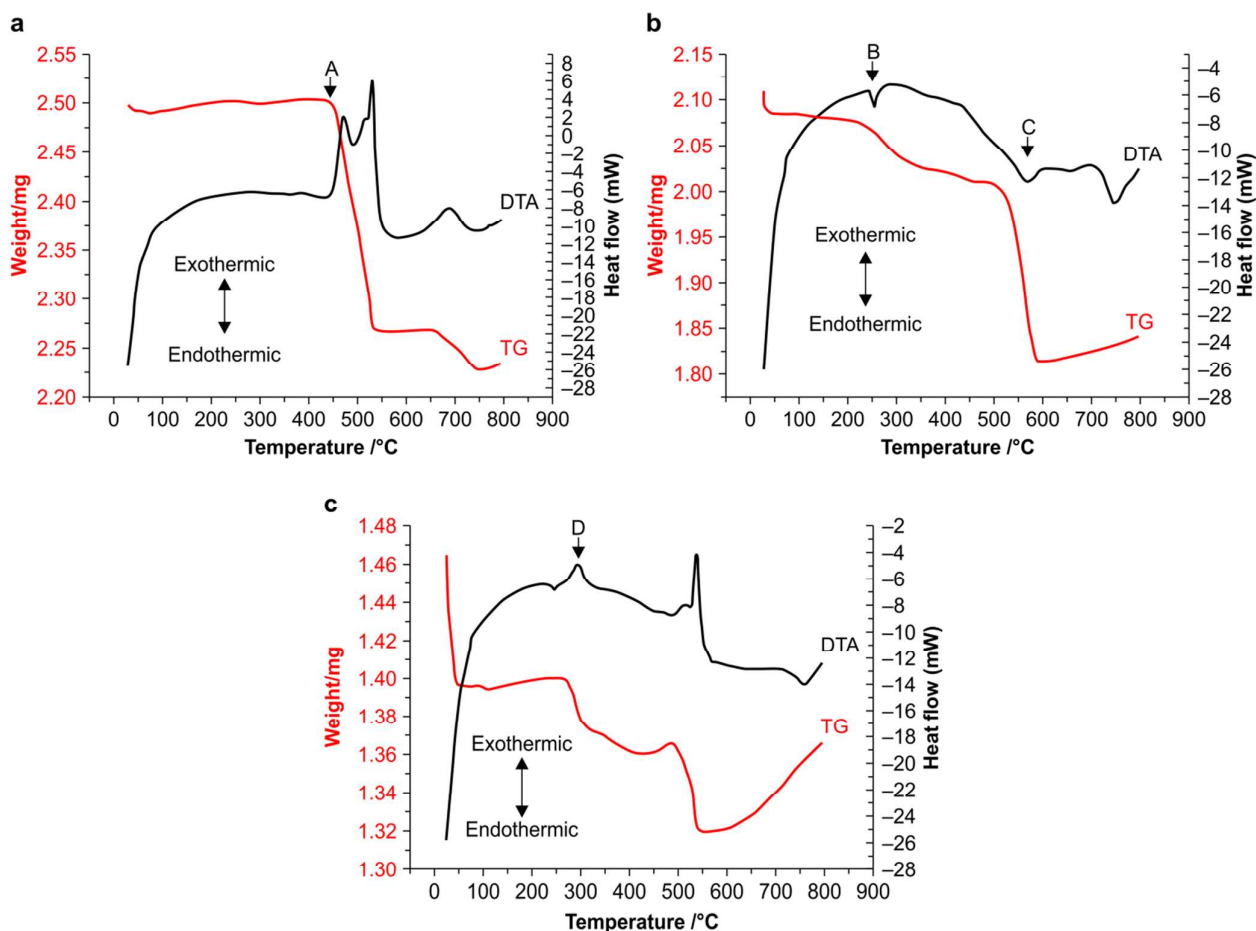 a
A
2.55
2.50
2.45
2.40
2.35
2.30
2.25
2.20
Weight/mg
8
6
4
2
0
−2
−4
−6
−8
−10
−12
−14
−16
−18
−20
−22
−24
−26
−28
Heat flow (mW)
DTA
Exothermic
Endothermic
TG
0 100 200 300 400 500 600 700 800 900
Temperature /°C
b
B
C
2.15
2.10
2.05
2.00
1.95
1.90
1.85
1.80
Weight/mg
−4
−6
−8
−10
−12
−14
−16
−18
−20
−22
−24
−26
−28
Heat flow (mW)
DTA
Exothermic
Endothermic
TG
0 100 200 300 400 500 600 700 800 900
Temperature /°C
c
D
1.48
1.46
1.44
1.42
1.40
1.38
1.36
1.34
1.32
1.30
Weight/mg
−2
−4
−6
−8
−10
−12
−14
−16
−18
−20
−22
−24
−26
−28
Heat flow (mW)
DTA
TG
Exothermic
Endothermic
0 100 200 300 400 500 600 700 800 900
Temperature /°C